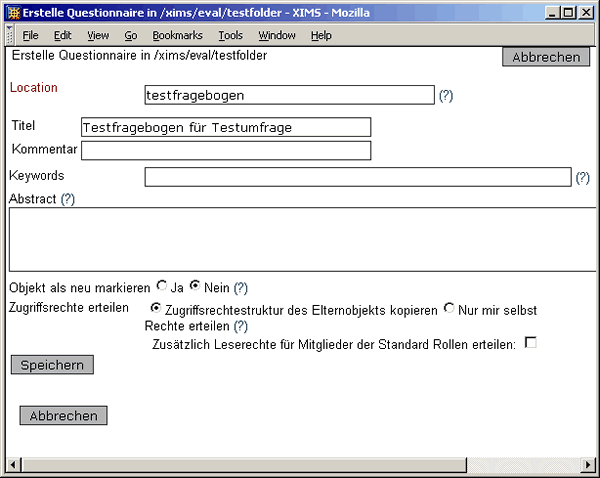 Erstelle Questionnaire in /xims/eval/testfolder - XIMS - Mozilla
File Edit View Go Bookmarks Tools Window Help
Erstelle Questionnaire in /xims/eval/testfolder Abbrechen
Location testfragebogen (?)
Titel Testfragebogen für Testumfrage
Kommentar
Keywords (?)
Abstract (?)
Objekt als neu markieren Ja Nein (?)
Zugriffsrechte erteilen Zugriffsrechtestruktur des Elternobjekts kopieren Nur mir selbst
Rechte erteilen (?)
Zusätzlich Leserechte für Mitglieder der Standard Rollen erteilen:
Speichern
Abbrechen